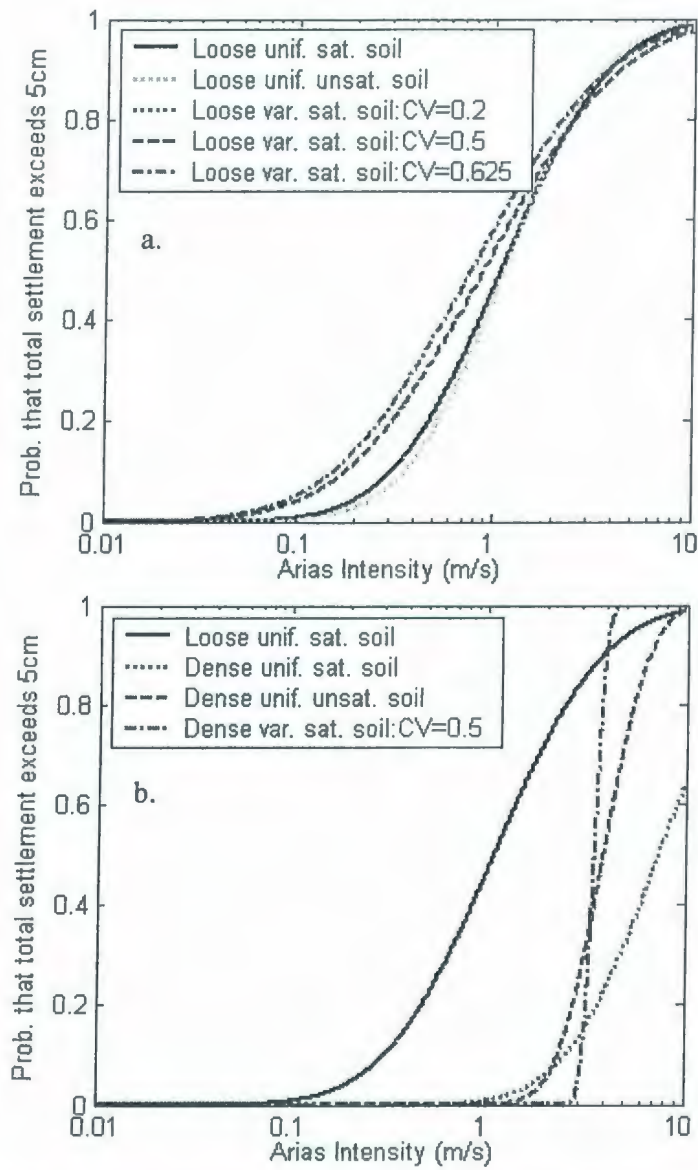 1
Loose unif. sat. soil
Loose unif. unsat. soil
Loose var. sat. soil:CV=0.2
Loose var. sat. soil:CV=0.5
Loose var. sat. soil:CV=0.625
0.8
0.6
0.4
0.2
0
a.
Prob. that total settlement exceeds 5cm
0.01 0.1 1 10
Arias Intensity (m/s)
1
Loose unif. sat. soil
Dense unif. sat. soil
Dense unif. unsat. soil
Dense var. sat. soil:CV=0.5
0.8
0.6
0.4
0.2
0
b.
Prob. that total settlement exceeds 5cm
0.01 0.1 1 10
Arias Intensity (m/s)